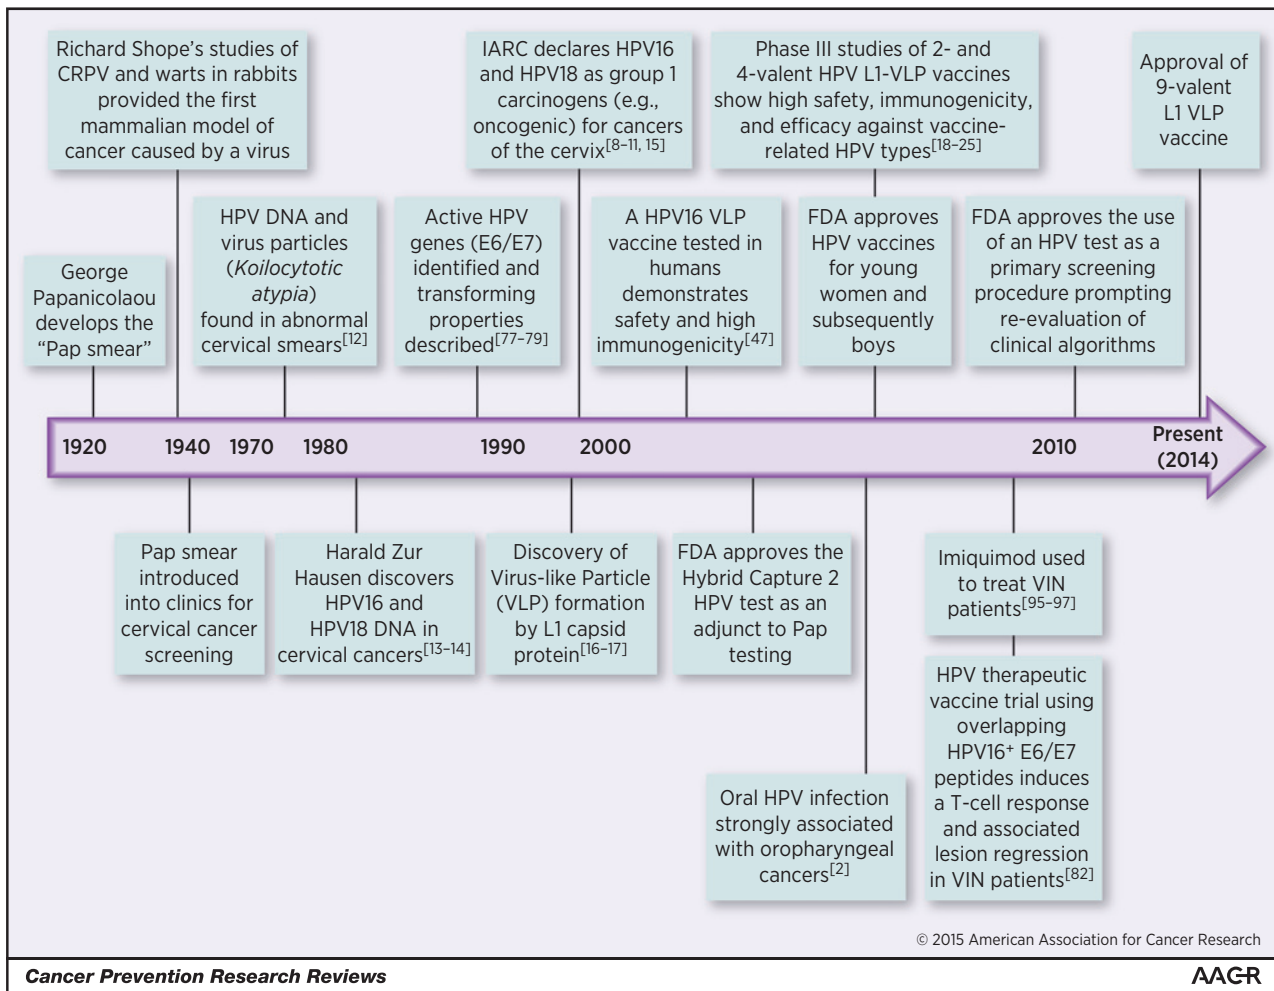 Richard Shope's studies of
CRPV and warts in rabbits
provided the first
mammalian model of
cancer caused by a virus
IARC declares HPV16
and HPV18 as group 1
carcinogens (e.g.,
oncogenic) for cancers
of the cervix[8–11, 15]
Phase III studies of 2- and
4-valent HPV L1-VLP vaccines
show high safety, immunogenicity,
and efficacy against vaccine-
related HPV types[18–25]
Approval of
9-valent
L1 VLP
vaccine
George
Papanicolaou
develops the
“Pap smear”
HPV DNA and
virus particles
(Koilocytotic
atypia)
found in abnormal
cervical smears[12]
Active HPV
genes (E6/E7)
identified and
transforming
properties
described[77–79]
A HPV16 VLP
vaccine tested in
humans
demonstrates
safety and high
immunogenicity[47]
FDA approves
HPV vaccines
for young
women and
subsequently
boys
FDA approves the use
of an HPV test as a
primary screening
procedure prompting
re-evaluation of
clinical algorithms
1920 1940 1970 1980 1990 2000 2010 Present
(2014)
Pap smear
introduced
into clinics for
cervical cancer
screening
Harald Zur
Hausen discovers
HPV16 and
HPV18 DNA in
cervical cancers[13–14]
Discovery of
Virus-like Particle
(VLP) formation
by L1 capsid
protein[16–17]
FDA approves the
Hybrid Capture 2
HPV test as an
adjunct to Pap
testing
Oral HPV infection
strongly associated
with oropharyngeal
cancers[2]
Imiquimod used
to treat VIN
patients[95–97]
HPV therapeutic
vaccine trial using
overlapping
HPV16+ E6/E7
peptides induces
a T-cell response
and associated
lesion regression
in VIN patients[82]
© 2015 American Association for Cancer Research
Cancer Prevention Research Reviews
AACR